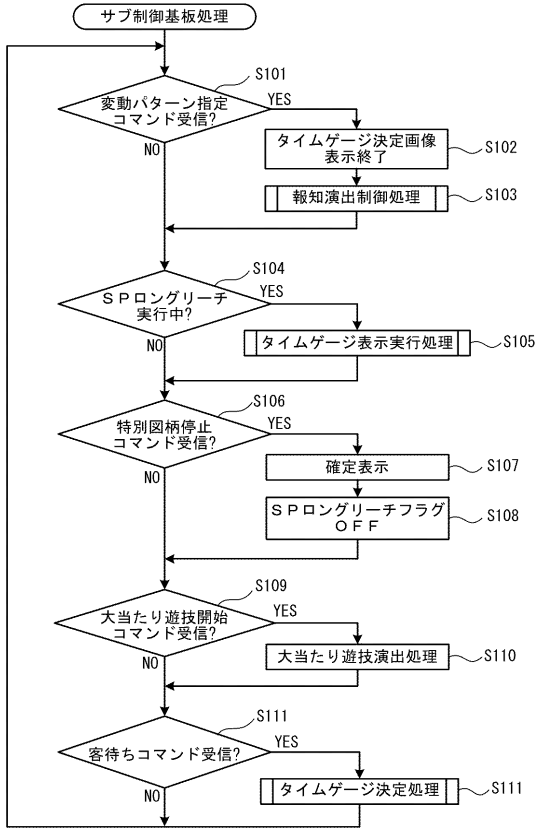 サブ制御基板処理
S101
変動パターン指定
コマンド受信?
YES
NO
タイムゲージ決定画像
表示終了
S102
報知演出制御処理
S103
S104
SPロングリーチ
実行中?
YES
NO
タイムゲージ表示実行処理
S105
S106
特別図柄停止
コマンド受信?
YES
NO
確定表示
S107
SPロングリーチフラグ
OFF
S108
S109
大当たり遊技開始
コマンド受信?
YES
NO
大当たり遊技演出処理
S110
S111
客待ちコマンド受信?
YES
NO
タイムゲージ決定処理
S111